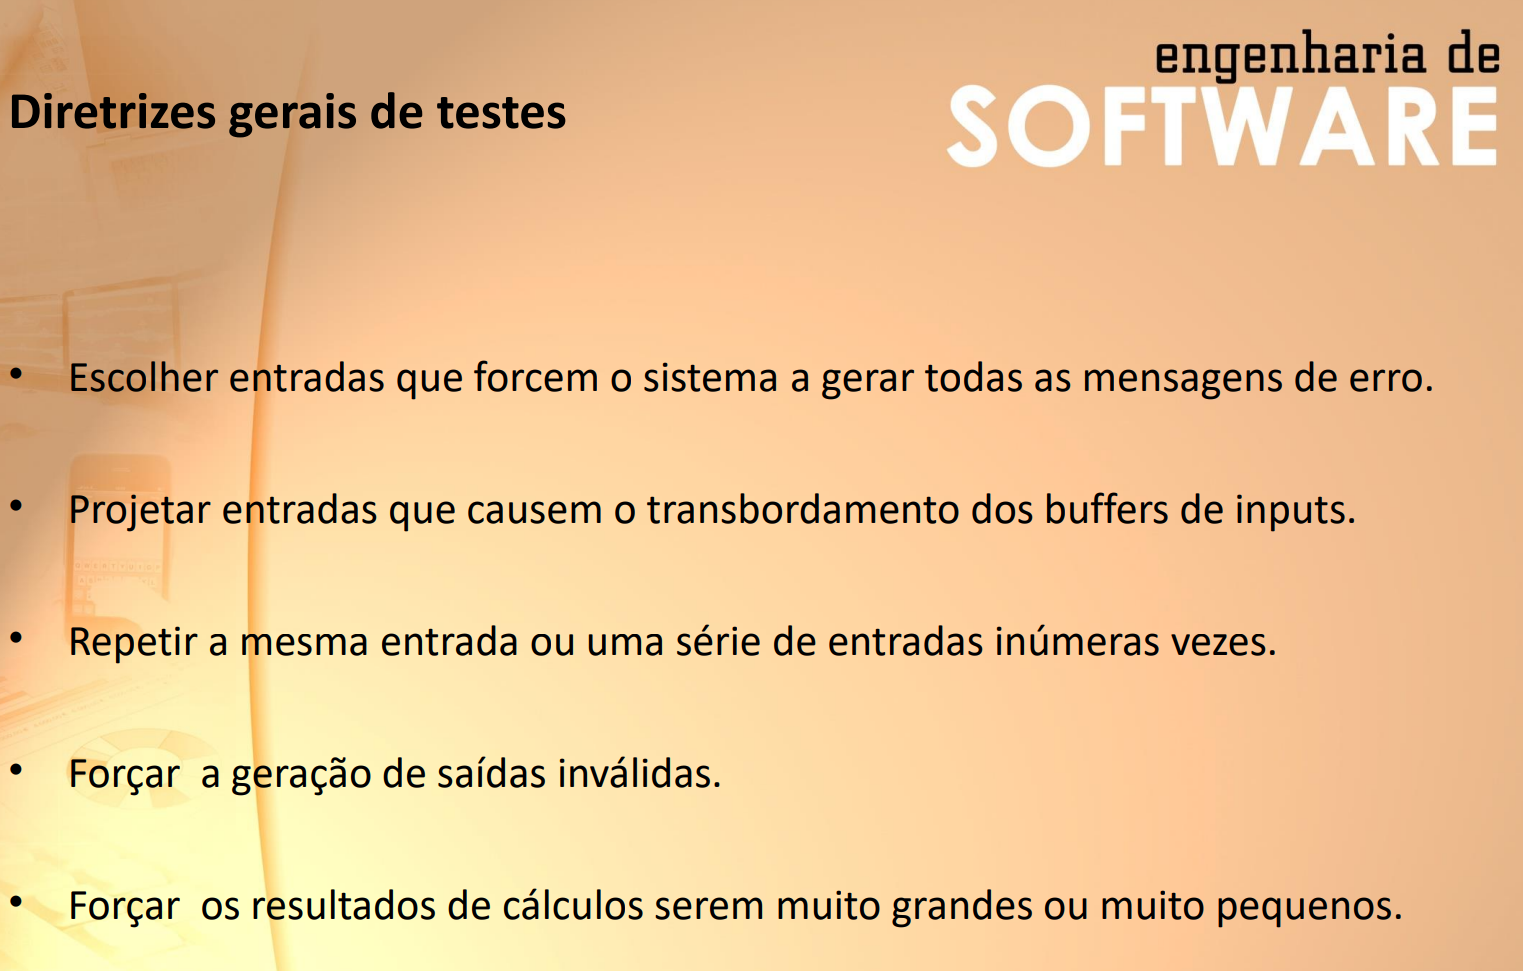 engenharia de
SOFTWARE
Diretrizes gerais de testes
• Escolher entradas que forcem o sistema a gerar todas as mensagens de erro.
• Projetar entradas que causem o transbordamento dos buffers de inputs.
• Repetir a mesma entrada ou uma série de entradas inúmeras vezes.
• Forçar  a geração de saídas inválidas.
• Forçar  os resultados de cálculos serem muito grandes ou muito pequenos.